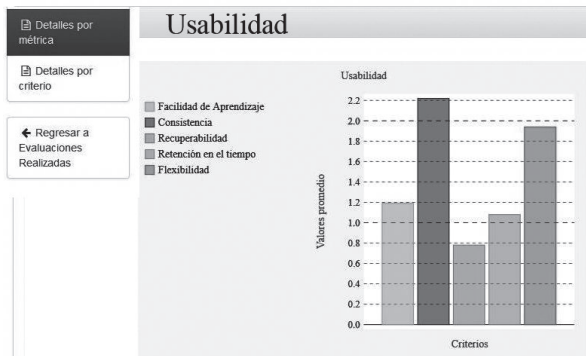 Detalles por
métrica
Detalles por
criterio
Regresar a
Evaluaciones
Realizadas
Usabilidad
Facilidad de Aprendizaje
Consistencia
Recuperabilidad
Retención en el tiempo
Flexibilidad
Usabilidad
Valores promedio
2.2
2.0
1.8
1.6
1.4
1.2
1.0
0.8
0.6
0.4
0.2
0.0
Criterios